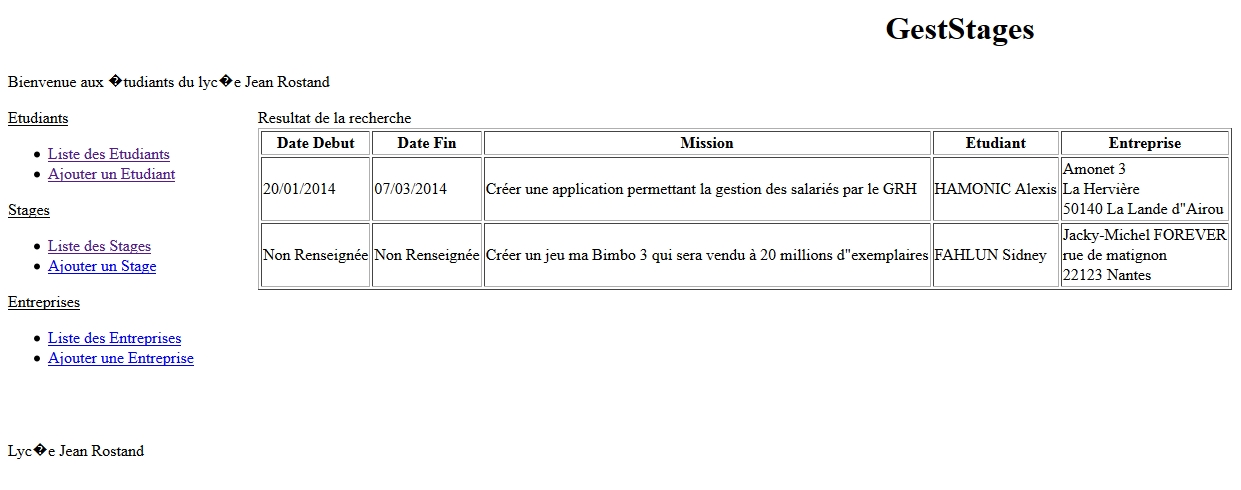 GestStages
Bienvenue aux �tudiants du lyc�e Jean Rostand
Etudiants
Liste des Etudiants
Ajouter un Etudiant
Stages
Liste des Stages
Ajouter un Stage
Entreprises
Liste des Entreprises
Ajouter une Entreprise
Resultat de la recherche
Date Debut Date Fin Mission Etudiant Entreprise
20/01/2014 07/03/2014 Créer une application permettant la gestion des salariés par le GRH HAMONIC Alexis Amonet 3
La Hervière
50140 La Lande d"Airou
Non Renseignée Non Renseignée Créer un jeu ma Bimbo 3 qui sera vendu à 20 millions d"exemplaires FAHLUN Sidney Jacky-Michel FOREVER
rue de matignon
22123 Nantes
Lyc�e Jean Rostand